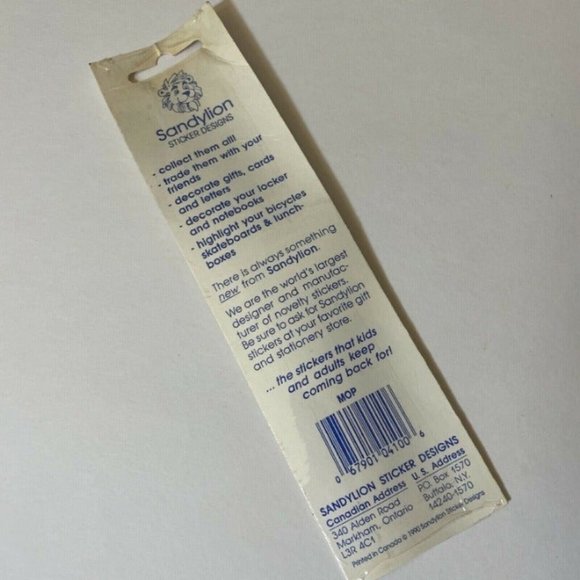 Sandylion
STICKER DESIGNS
- collect them all!
- trade them with your
friends
- decorate gifts, cards
and letters
- decorate your locker
and notebooks
- highlight your bicycles
skateboards & lunch-
boxes
There is always something
new from Sandylion.
We are the world's largest
designer and manufac-
turer of novelty stickers.
Be sure to ask for Sandylion
stickers at your favorite gift
and stationery store.
... the stickers that kids
and adults keep
coming back for!
MOP
0 67901 04100 6
SANDYLION STICKER DESIGNS
Canadian Address U.S. Address
340 Alden Road P.O. Box 1570
Markham, Ontario Buffalo, N.Y.
L3R 4C1 14240-1570
Printed in Canada © 1990 Sandylion Sticker Designs